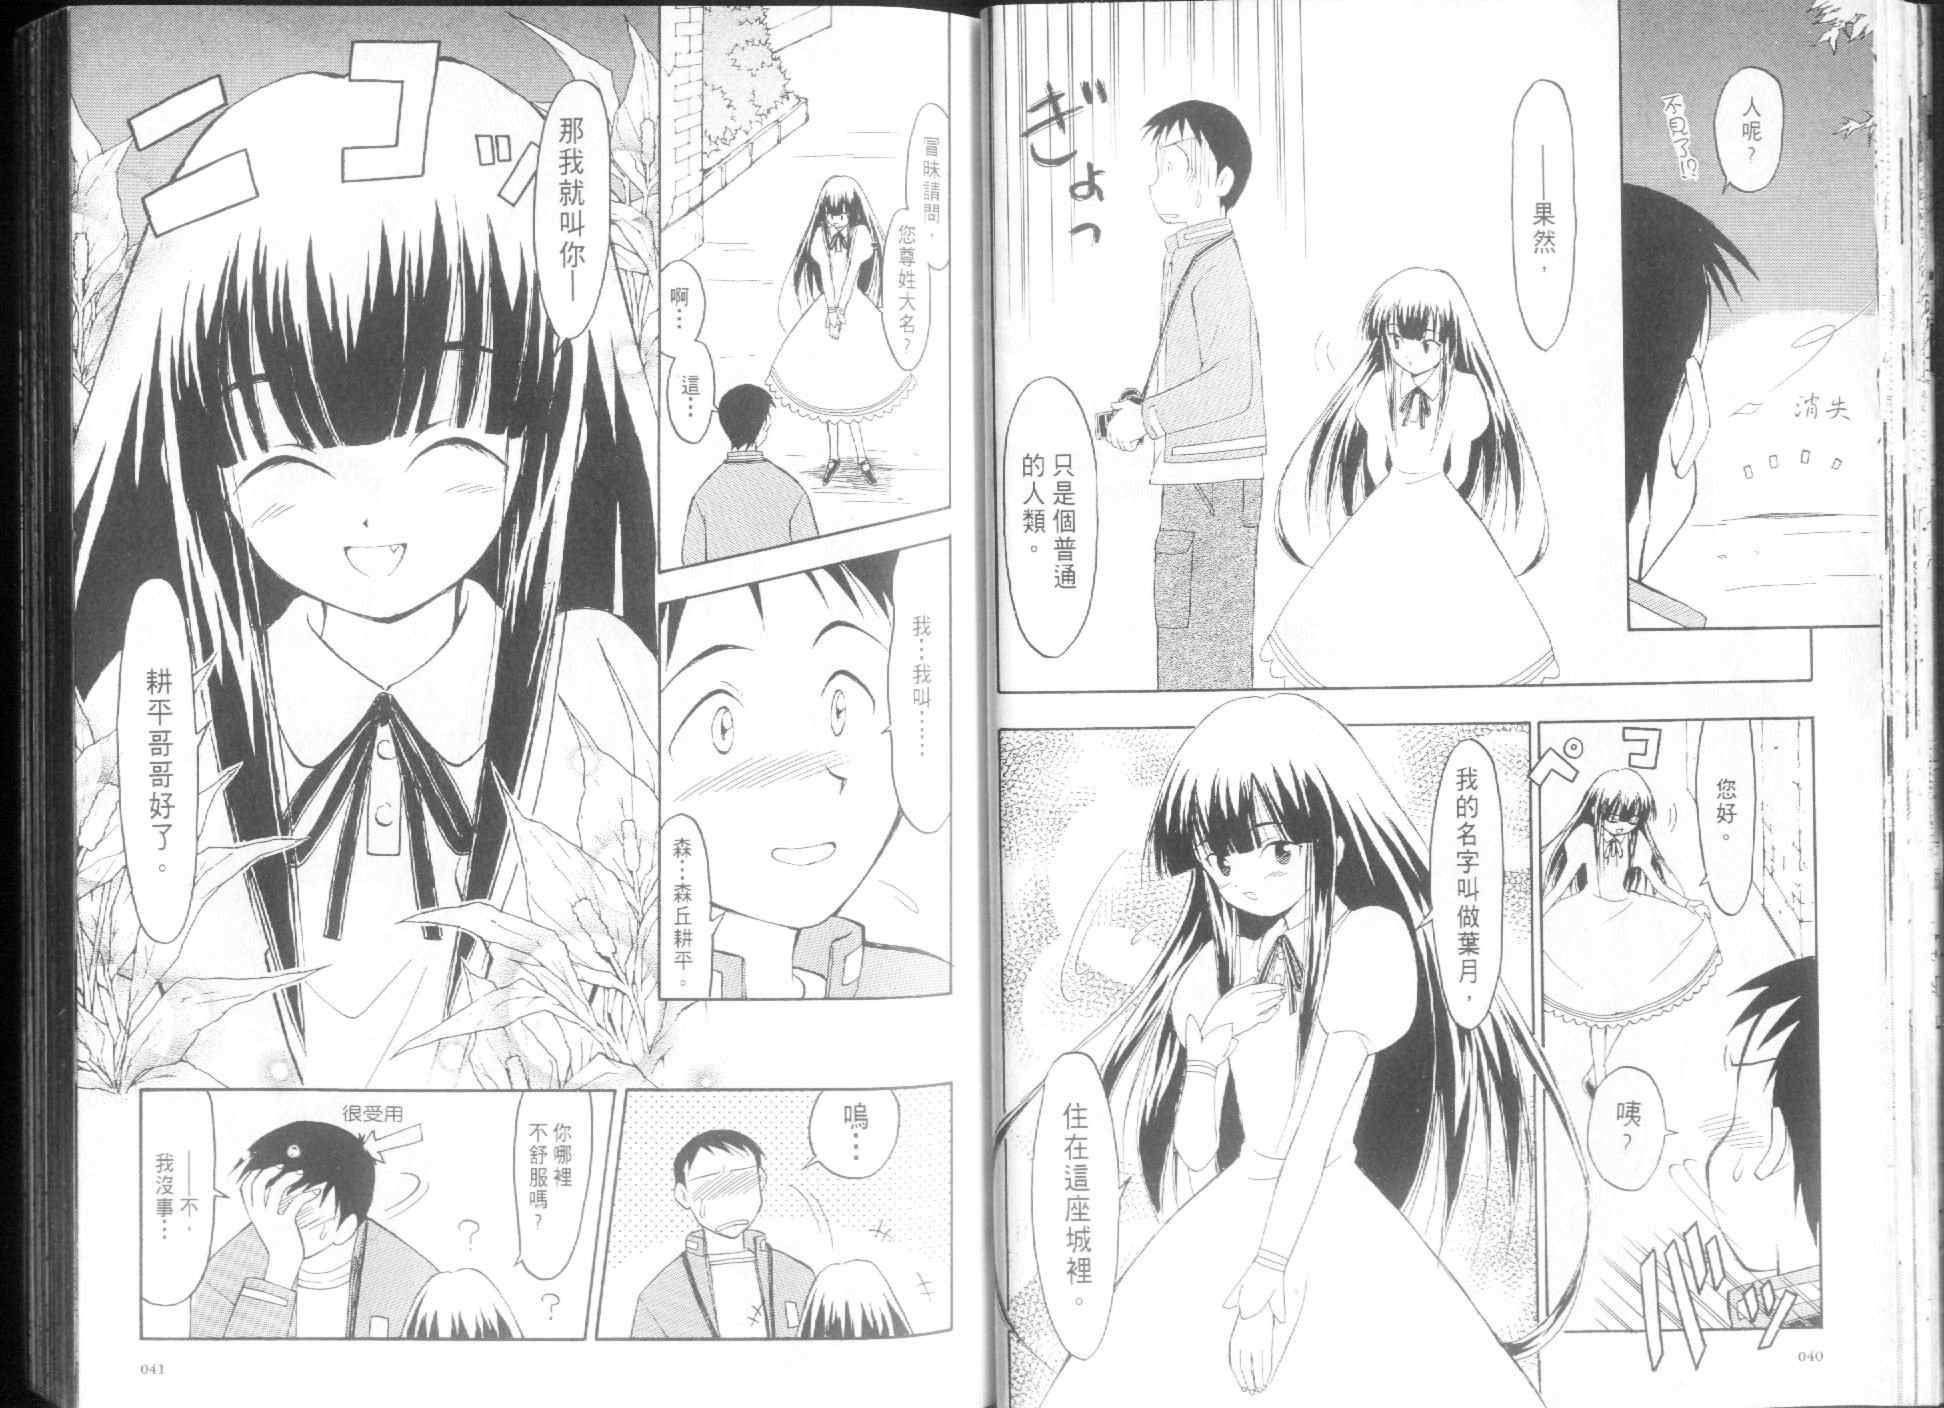 人呢?
不見了!?
消失
——果然,
ぎょっ
只是個普通
的人類。
您好。
ペコ
咦?
バッ
我的名字叫做葉月,
住在這座城裡。
040
冒昧請問,
您尊姓大名?
啊…
這…
我…我叫……
森…森丘耕平。
那我就叫你——
ニコッ
耕平哥哥好了。
嗚…
你哪裡
不舒服嗎?
?
?
很受用
——不,
我沒事…
041